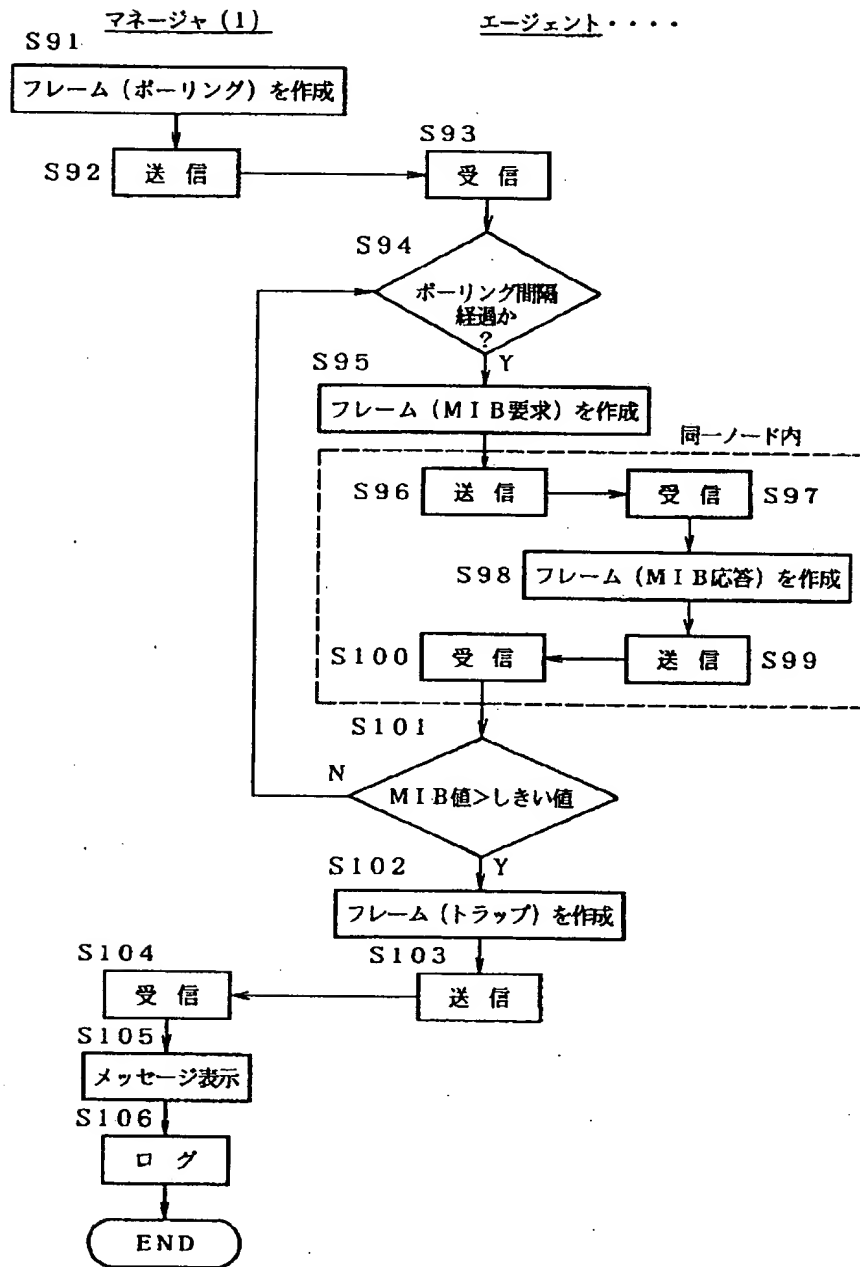 マネージャ (1)
エージェント・・・・
S91
フレーム (ポーリング) を作成
S92
送 信
S93
受 信
S94
ポーリング間隔
経過か
?
Y
S95
フレーム (MIB要求) を作成
同一ノード内
S96
送 信
受 信
S97
S98
フレーム (MIB応答) を作成
S100
受 信
送 信
S99
S101
N
MIB値>しきい値
Y
S102
フレーム (トラップ) を作成
S103
送 信
S104
受 信
S105
メッセージ表示
S106
ロ グ
END